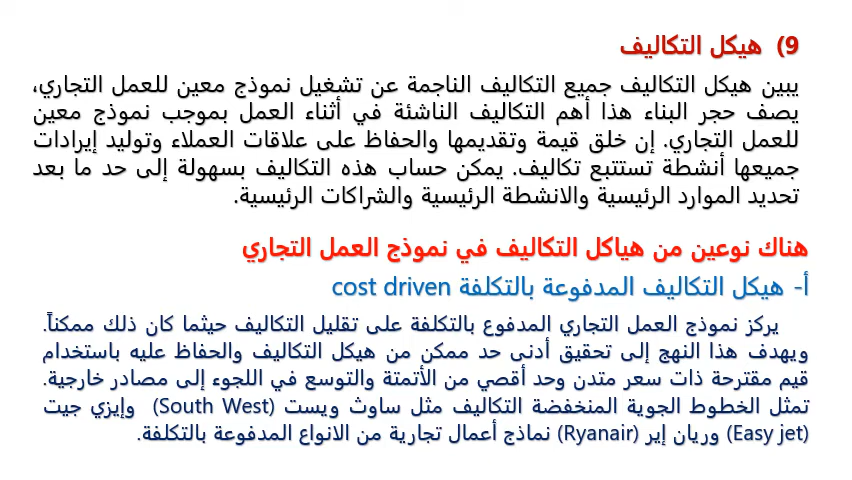 9) هيكل التكاليف
يبين هيكل التكاليف جميع التكاليف الناجمة عن تشغيل نموذج معين للعمل التجاري،
يصف حجر البناء هذا أهم التكاليف الناشئة في أثناء العمل بموجب نموذج معين
للعمل التجاري. إن خلق قيمة وتقديمها والحفاظ على علاقات العملاء وتوليد إيرادات
جميعها أنشطة تستتبع تكاليف. يمكن حساب هذه التكاليف بسهولة إلى حد ما بعد
تحديد الموارد الرئيسية والانشطة الرئيسية والشراكات الرئيسية.
هناك نوعين من هياكل التكاليف في نموذج العمل التجاري
أ- هيكل التكاليف المدفوعة بالتكلفة cost driven
يركز نموذج العمل التجاري المدفوع بالتكلفة على تقليل التكاليف حيثما كان ذلك ممكناً.
ويهدف هذا النهج إلى تحقيق أدنى حد ممكن من هيكل التكاليف والحفاظ عليه باستخدام
قيم مقترحة ذات سعر متدن وحد أقصي من الأتمتة والتوسع في اللجوء إلى مصادر خارجية.
تمثل الخطوط الجوية المنخفضة التكاليف مثل ساوث ويست (South West) وإيزي جيت
(Easy jet) وريان إير (Ryanair) نماذج أعمال تجارية من الانواع المدفوعة بالتكلفة.